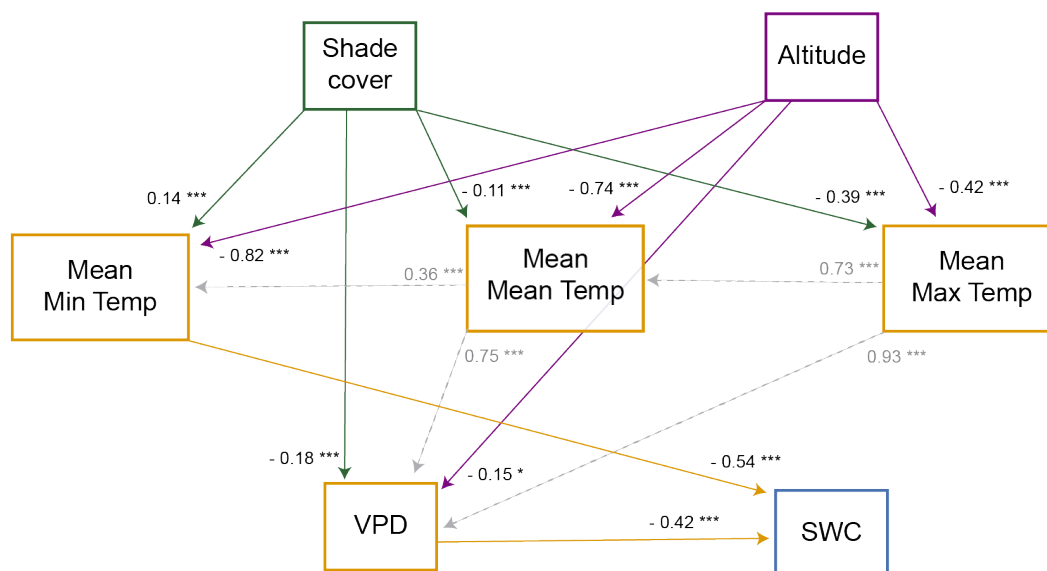 Shade
cover
Altitude
0.14 ***
- 0.11 ***
- 0.74 ***
- 0.39 ***
- 0.42 ***
- 0.82 ***
Mean
Min Temp
0.36 ***
Mean
Mean Temp
0.73 ***
Mean
Max Temp
0.75 ***
0.93 ***
- 0.18 ***
- 0.15 *
- 0.54 ***
VPD
- 0.42 ***
SWC